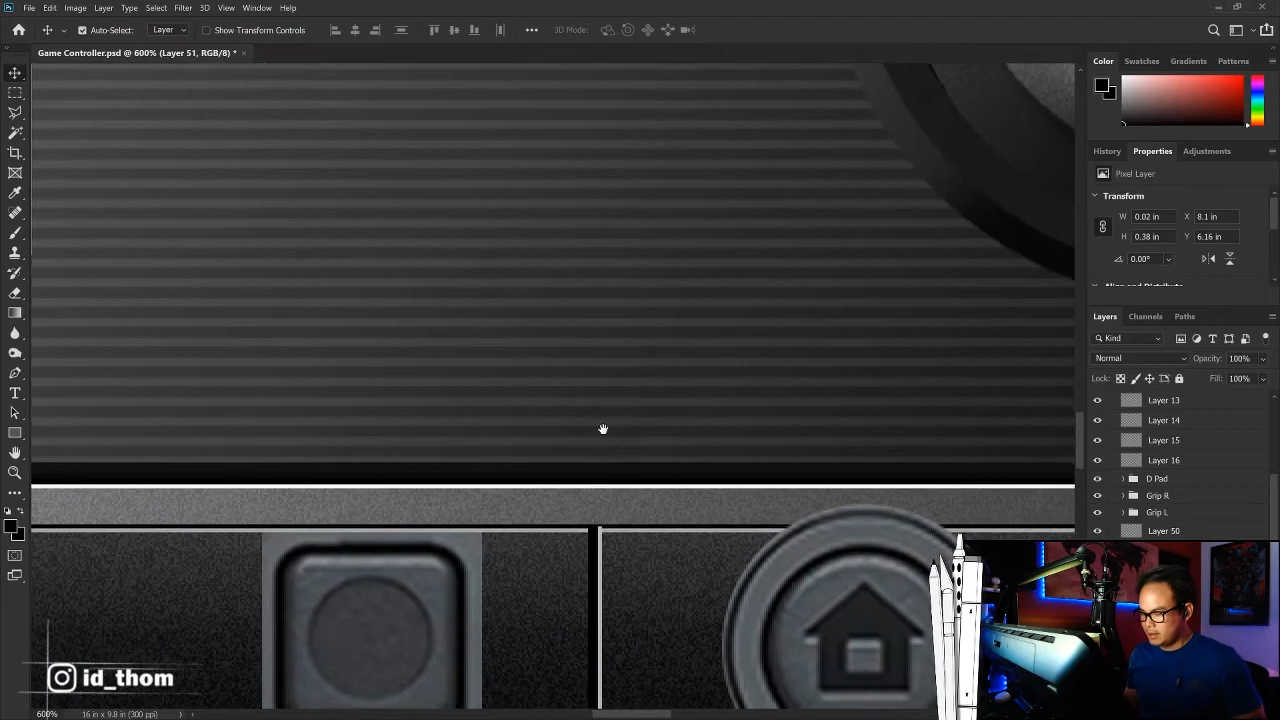 Ps File Edit Image Layer Type Select Filter 3D View Window Help
Auto-Select: Layer Show Transform Controls 3D Mode:
Game Controller.psd @ 600% (Layer 51, RGB/8) *
Color Swatches Gradients Patterns
History Properties Adjustments
Pixel Layer
Transform
W 0.02 in X 8.1 in
H 0.38 in Y 6.16 in
0.00°
Layers Channels Paths
Kind
Normal Opacity: 100%
Lock: Fill: 100%
Layer 13
Layer 14
Layer 15
Layer 16
D Pad
Grip R
Grip L
Layer 50
id_thom
600% 16 in x 9.8 in (300 ppi)